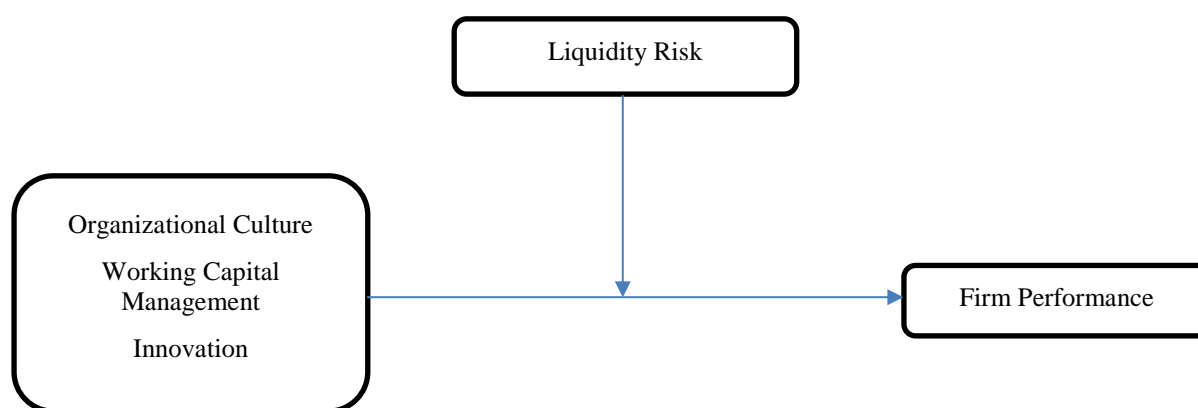 Liquidity Risk
Organizational Culture
Working Capital
Management
Innovation
Firm Performance